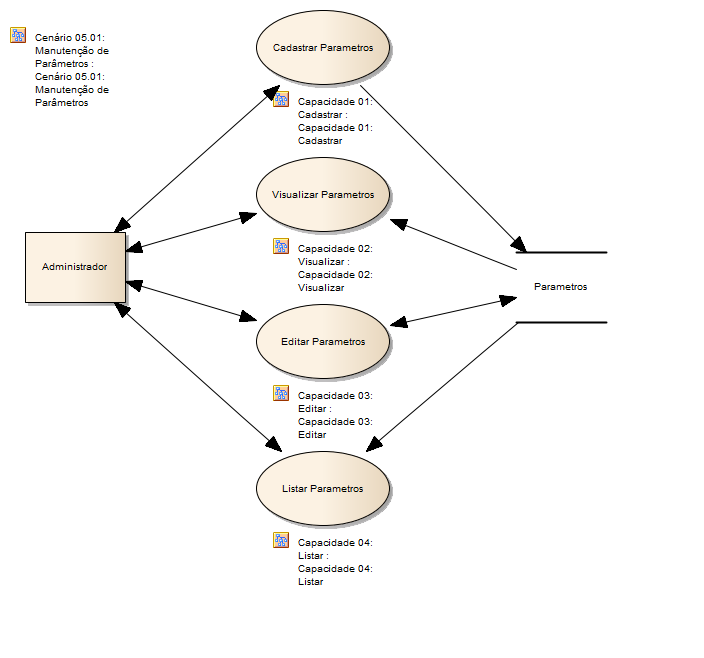 Cenário 05.01:
Manutenção de
Parâmetros :
Cenário 05.01:
Manutenção de
Parâmetros
Cadastrar Parametros
Capacidade 01:
Cadastrar :
Capacidade 01:
Cadastrar
Visualizar Parametros
Capacidade 02:
Visualizar :
Capacidade 02:
Visualizar
Administrador
Parametros
Editar Parametros
Capacidade 03:
Editar :
Capacidade 03:
Editar
Listar Parametros
Capacidade 04:
Listar :
Capacidade 04:
Listar